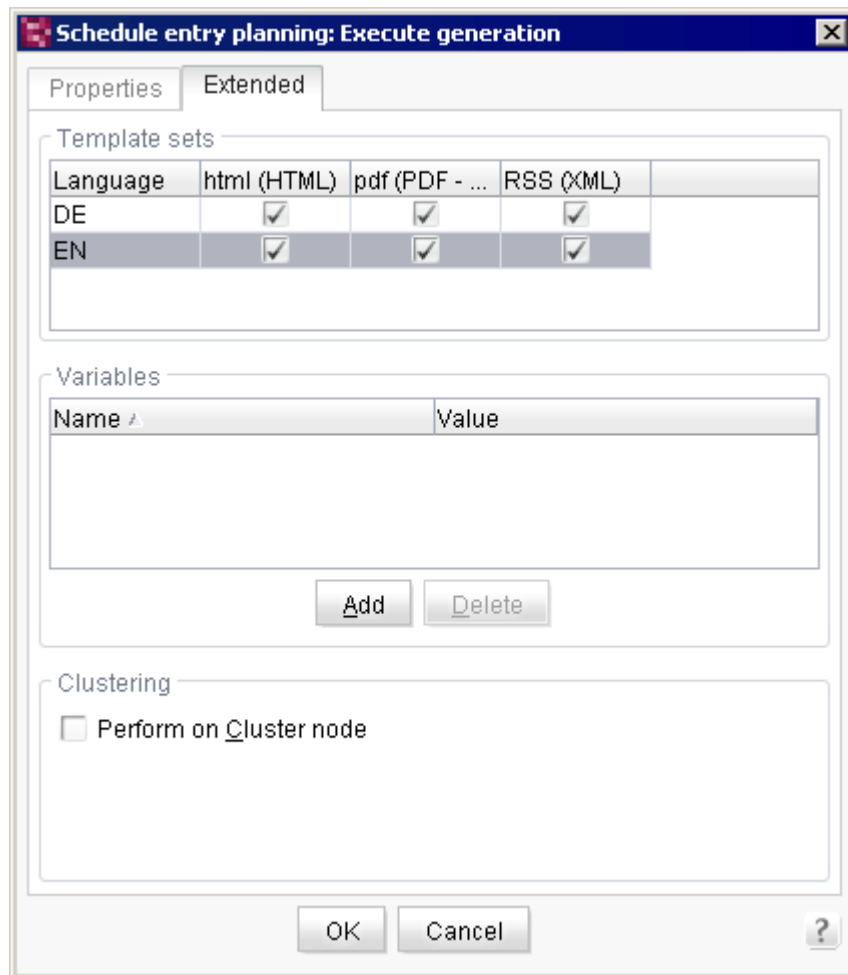 Schedule entry planning: Execute generation
Properties Extended
Template sets
Language html (HTML) pdf (PDF - ... RSS (XML)
DE
EN
Variables
Name Value
Add Delete
Clustering
Perform on Cluster node
OK Cancel ?